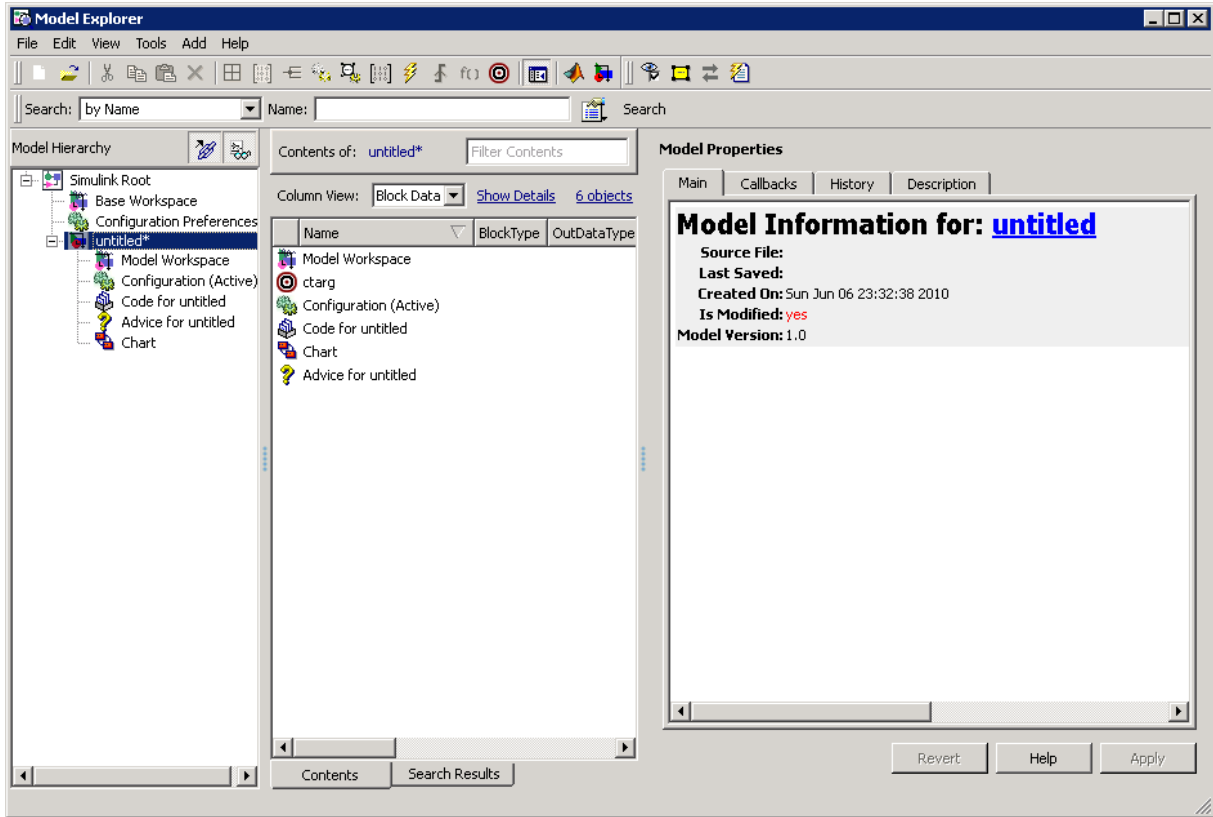 Model Explorer
File Edit View Tools Add Help
Search: by Name Name: Search
Model Hierarchy
Simulink Root
Base Workspace
Configuration Preferences
untitled*
Model Workspace
Configuration (Active)
Code for untitled
Advice for untitled
Chart
Contents of: untitled* Filter Contents
Column View: Block Data Show Details 6 objects
Name BlockType OutDataType
Model Workspace
ctarg
Configuration (Active)
Code for untitled
Chart
Advice for untitled
Contents Search Results
Model Properties
Main Callbacks History Description
Model Information for: untitled
Source File:
Last Saved:
Created On: Sun Jun 06 23:32:38 2010
Is Modified: yes
Model Version: 1.0
Revert Help Apply